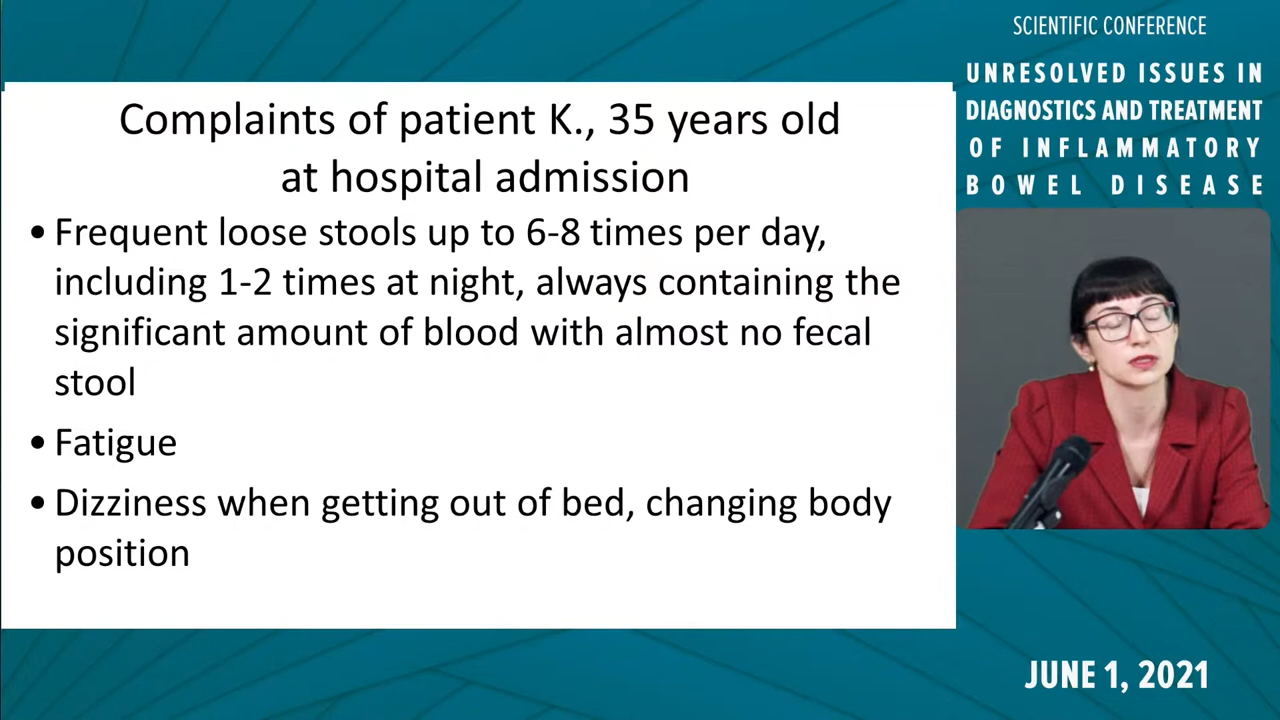 Complaints of patient K., 35 years old
at hospital admission
• Frequent loose stools up to 6-8 times per day,
including 1-2 times at night, always containing the
significant amount of blood with almost no fecal
stool
• Fatigue
• Dizziness when getting out of bed, changing body
position
SCIENTIFIC CONFERENCE
UNRESOLVED ISSUES IN
DIAGNOSTICS AND TREATMENT
OF INFLAMMATORY
BOWEL DISEASE
JUNE 1, 2021